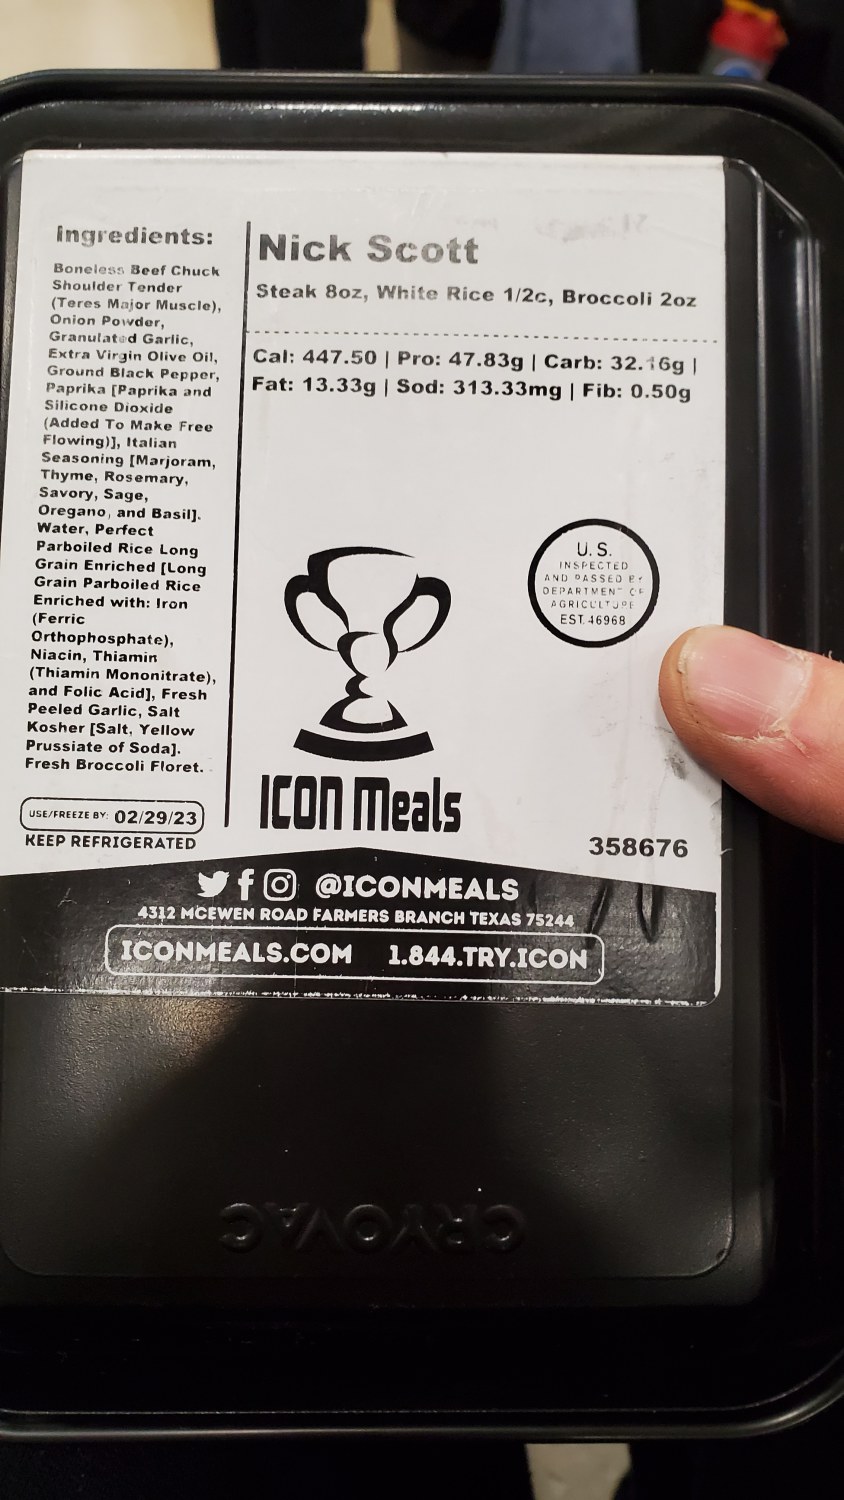 Ingredients:
Boneless Beef Chuck
Shoulder Tender
(Teres Major Muscle),
Onion Powder,
Granulated Garlic,
Extra Virgin Olive Oil,
Ground Black Pepper,
Paprika [Paprika and
Silicone Dioxide
(Added To Make Free
Flowing)], Italian
Seasoning [Marjoram,
Thyme, Rosemary,
Savory, Sage,
Oregano, and Basil].
Water, Perfect
Parboiled Rice Long
Grain Enriched [Long
Grain Parboiled Rice
Enriched with: Iron
(Ferric
Orthophosphate),
Niacin, Thiamin
(Thiamin Mononitrate),
and Folic Acid], Fresh
Peeled Garlic, Salt
Kosher [Salt, Yellow
Prussiate of Soda].
Fresh Broccoli Floret.
USE/FREEZE BY: 02/29/23
KEEP REFRIGERATED
Nick Scott
Steak 8oz, White Rice 1/2c, Broccoli 2oz
Cal: 447.50 | Pro: 47.83g | Carb: 32.16g |
Fat: 13.33g | Sod: 313.33mg | Fib: 0.50g
U.S.
INSPECTED
AND PASSED BY
DEPARTMENT OF
AGRICULTURE
EST. 46968
ICON Meals
358676
@ICONMEALS
4312 MCEWEN ROAD FARMERS BRANCH TEXAS 75244
ICONMEALS.COM 1.844.TRY.ICON
CRYOVAC